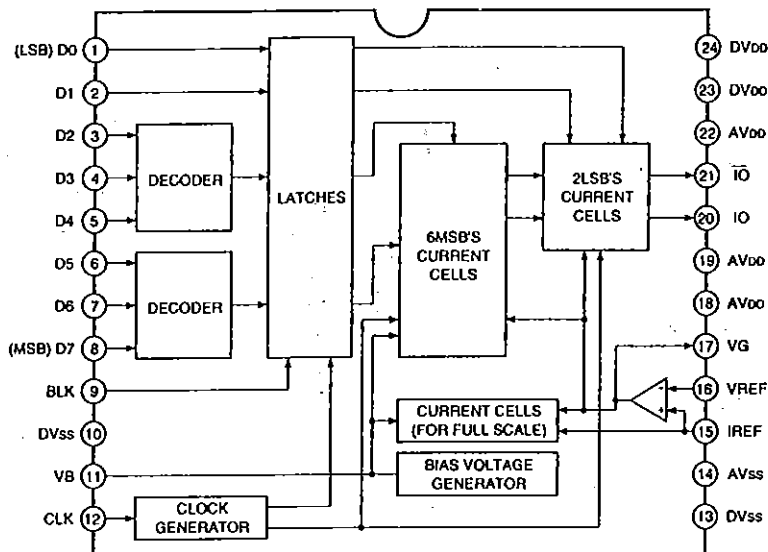 (LSB) D0 1
D1 2
D2 3
D3 4
D4 5
D5 6
D6 7
(MSB) D7 8
BLK 9
DVss 10
VB 11
CLK 12
DECODER
DECODER
LATCHES
6MSB'S
CURRENT
CELLS
2LSB'S
CURRENT
CELLS
CURRENT CELLS
(FOR FULL SCALE)
BIAS VOLTAGE
GENERATOR
CLOCK
GENERATOR
-
+
24 DVDD
23 DVDD
22 AVDD
21 I̅O̅
20 IO
19 AVDD
18 AVDD
17 VG
16 VREF
15 IREF
14 AVss
13 DVss